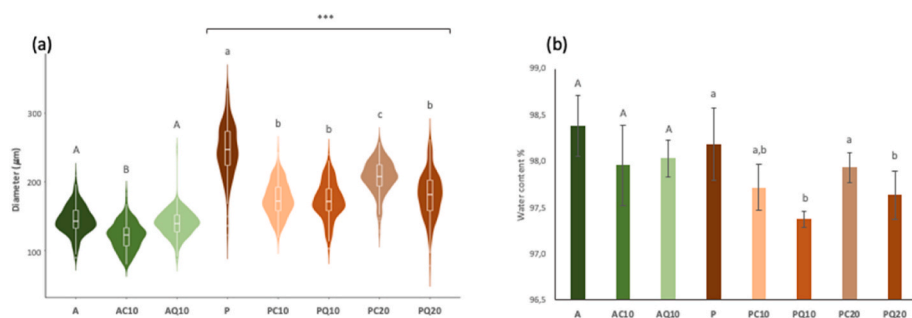 ***
(a)
a
A
B
A
b
b
c
b
Diameter (µm)
300
200
100
A AC10 AQ10 P PC10 PQ10 PC20 PQ20
(b)
Water content %
99,0
98,5
98,0
97,5
97,0
96,5
A
A
A
a
a,b
b
a
b
A AC10 AQ10 P PC10 PQ10 PC20 PQ20